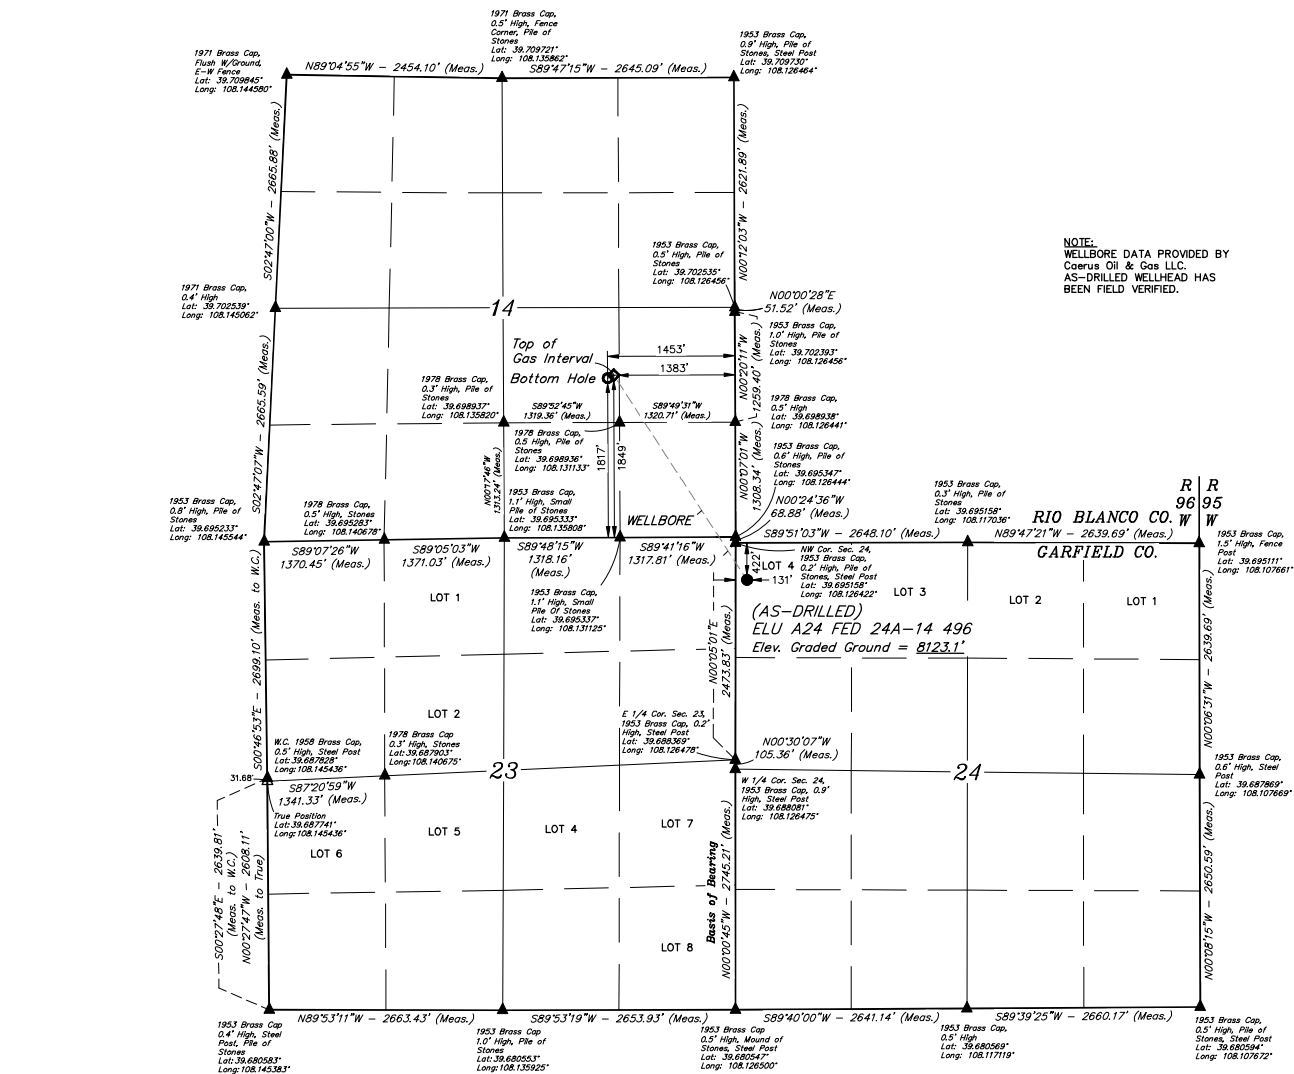 1971 Brass Cap,
0.5' High, Fence
Corner, Pile of
Stones
Lat: 39.709721°
Long: 108.135862°
1953 Brass Cap,
0.9' High, Pile of
Stones, Steel Post
Lat: 39.709730°
Long: 108.126464°
1971 Brass Cap,
Flush W/Ground,
E-W Fence
Lat: 39.709845°
Long: 108.144580°
N89°04'55"W - 2454.10' (Meas.)
S89°47'15"W - 2645.09' (Meas.)
S02°47'00"W - 2665.88' (Meas.)
N00°12'03"W - 2621.89' (Meas.)
NOTE:
WELLBORE DATA PROVIDED BY
Caerus Oil & Gas LLC.
AS-DRILLED WELLHEAD HAS
BEEN FIELD VERIFIED.
1953 Brass Cap,
0.5' High, Pile of
Stones
Lat: 39.702535°
Long: 108.126456°
1971 Brass Cap,
0.4' High
Lat: 39.702539°
Long: 108.145062°
14
N00°00'28"E
51.52' (Meas.)
1953 Brass Cap,
1.0' High, Pile of
Stones
Lat: 39.702393°
Long: 108.126456°
Top of
Gas Interval
Bottom Hole
1453'
1383'
N00°20'11"W
1259.40' (Meas.)
S02°47'07"W - 2665.59' (Meas.)
1978 Brass Cap,
0.3' High, Pile of
Stones
Lat: 39.698937°
Long: 108.135820°
S89°52'45"W
1319.36' (Meas.)
S89°49'31"W
1320.71' (Meas.)
1978 Brass Cap,
0.5' High
Lat: 39.698938°
Long: 108.126441°
1978 Brass Cap,
0.5 High, Pile of
Stones
Lat: 39.698936°
Long: 108.131133°
1817'
1849'
N00°17'46"W
1313.24' (Meas.)
N00°07'01"W
1308.34' (Meas.)
1953 Brass Cap,
0.6' High, Pile of
Stones
Lat: 39.695347°
Long: 108.126444°
1953 Brass Cap,
0.8' High, Pile of
Stones
Lat: 39.695233°
Long: 108.145544°
1978 Brass Cap,
0.5' High, Stones
Lat: 39.695283°
Long: 108.140678°
1953 Brass Cap,
1.1' High, Small
Pile of Stones
Lat: 39.695333°
Long: 108.135808°
WELLBORE
N00°24'36"W
68.88' (Meas.)
1953 Brass Cap,
0.3' High, Pile of
Stones
Lat: 39.695158°
Long: 108.117036°
R R
96 95
W W
RIO BLANCO CO.
GARFIELD CO.
S89°07'26"W
1370.45' (Meas.)
S89°05'03"W
1371.03' (Meas.)
S89°48'15"W
1318.16'
(Meas.)
S89°41'16"W
1317.81' (Meas.)
S89°51'03"W - 2648.10' (Meas.)
N89°47'21"W - 2639.69' (Meas.)
1953 Brass Cap,
1.5' High, Fence
Post
Lat: 39.695111°
Long: 108.107661°
NW Cor. Sec. 24,
1953 Brass Cap,
0.2' High, Pile of
Stones, Steel Post
Lat: 39.695158°
Long: 108.126422°
LOT 4
422'
131'
LOT 1
1953 Brass Cap,
1.1' High, Small
Pile Of Stones
Lat: 39.695337°
Long: 108.131125°
LOT 3
LOT 2
LOT 1
(AS-DRILLED)
ELU A24 FED 24A-14 496
Elev. Graded Ground = 8123.1'
S00°46'53"E - 2699.10' (Meas. to W.C.)
N00°05'01"E
2473.83' (Meas.)
N00°06'31"W - 2639.69' (Meas.)
LOT 2
E 1/4 Cor. Sec. 23,
1953 Brass Cap, 0.2'
High, Steel Post
Lat: 39.688369°
Long: 108.126478°
N00°30'07"W
105.36' (Meas.)
W.C. 1958 Brass Cap,
0.5' High, Steel Post
Lat: 39.687828°
Long: 108.145436°
1978 Brass Cap
0.3' High, Stones
Lat:39.687903°
Long:108.140675°
23
24
1953 Brass Cap,
0.6' High, Steel
Post
Lat: 39.687869°
Long: 108.107669°
31.68'
S87°20'59"W
1341.33' (Meas.)
True Position
Lat:39.687741°
Long:108.145436°
W 1/4 Cor. Sec. 24,
1953 Brass Cap, 0.9'
High, Steel Post
Lat: 39.688081°
Long: 108.126475°
LOT 6
LOT 5
LOT 4
LOT 7
S00°27'48"E - 2639.81'
(Meas. to W.C.)
N00°27'47"W - 2608.11'
(Meas. to True)
Basis of Bearing
N00°00'45"W - 2745.21' (Meas.)
N00°08'15"W - 2650.59' (Meas.)
LOT 8
N89°53'11"W - 2663.43' (Meas.)
S89°53'19"W - 2653.93' (Meas.)
S89°40'00"W - 2641.14' (Meas.)
S89°39'25"W - 2660.17' (Meas.)
1953 Brass Cap
0.4' High, Steel
Post, Pile of
Stones
Lat:39.680583°
Long:108.145383°
1953 Brass Cap
1.0' High, Pile of
Stones
Lat:39.680553°
Long:108.135925°
1953 Brass Cap
0.5' High, Mound of
Stones, Steel Post
Lat: 39.680547°
Long: 108.126500°
1953 Brass Cap,
0.5' High
Lat: 39.680569°
Long: 108.117119°
1953 Brass Cap,
0.5' High, Pile of
Stones, Steel Post
Lat: 39.680594°
Long: 108.107672°